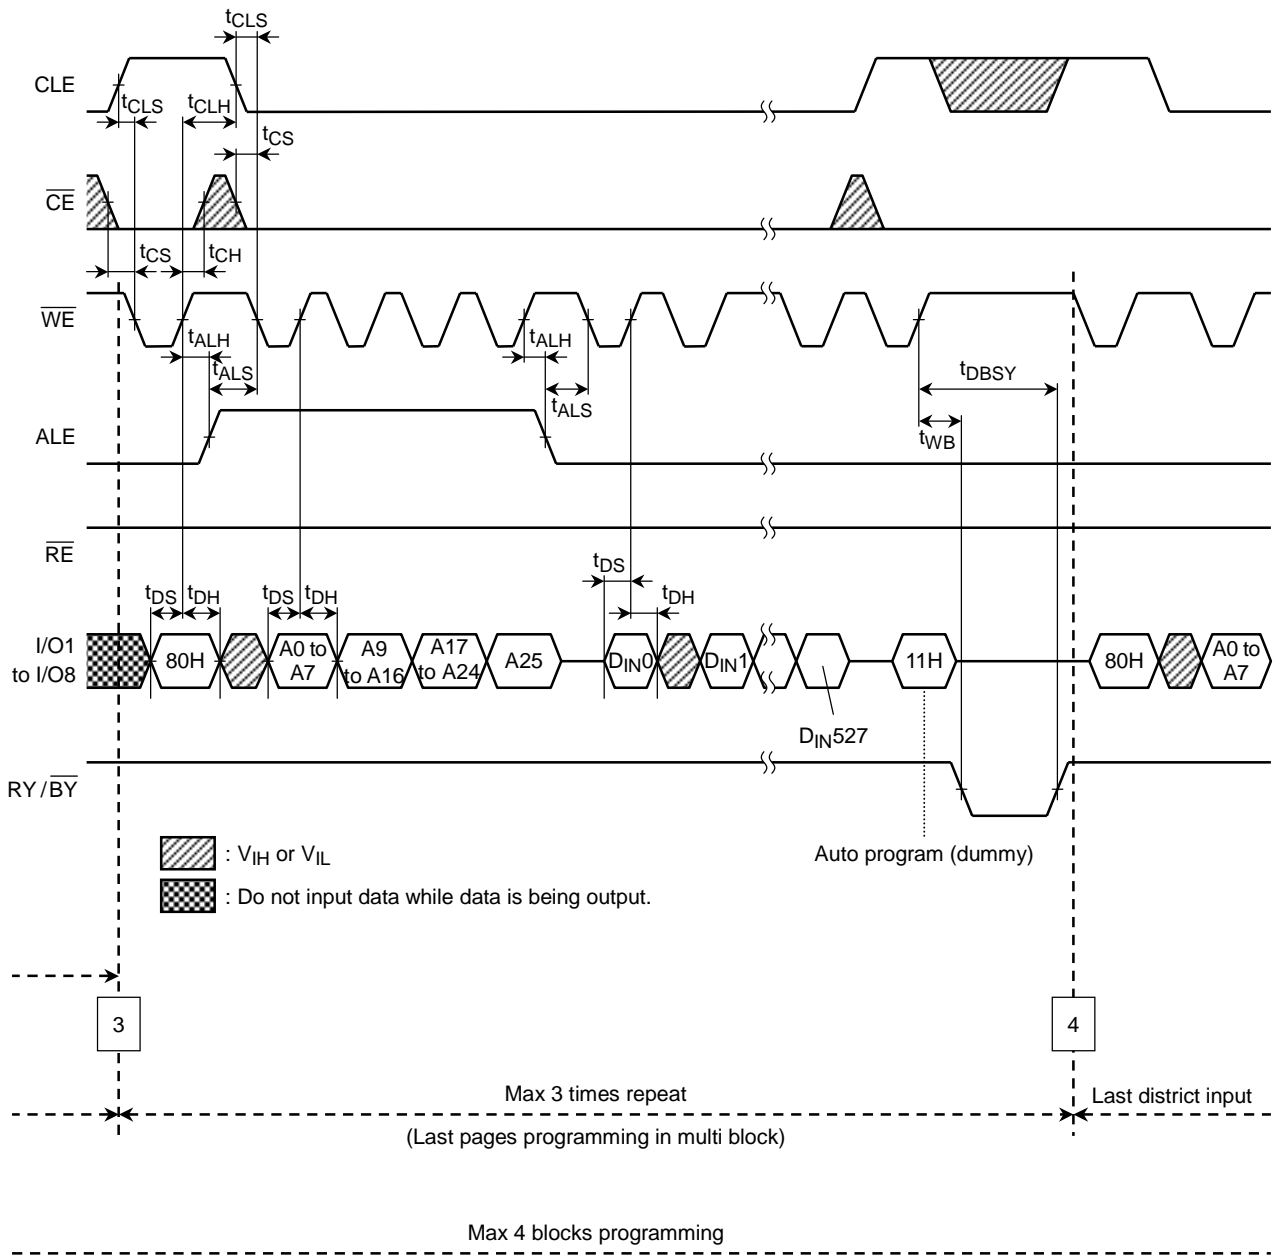 tCLS
CLE
tCLS
tCLH
tCS
CE
tCS
tCH
WE
tALH
tALH
tALS
tALS
tDBSY
ALE
tWB
RE
tDS
tDS
tDH
tDS
tDH
tDH
I/O1
to I/O8
80H
A0 to
A7
A9
to A16
A17
to A24
A25
DIN0
DIN1
11H
80H
A0 to
A7
DIN527
RY/BY
: VIH or VIL
Auto program (dummy)
: Do not input data while data is being output.
3
4
Max 3 times repeat
Last district input
(Last pages programming in multi block)
Max 4 blocks programming